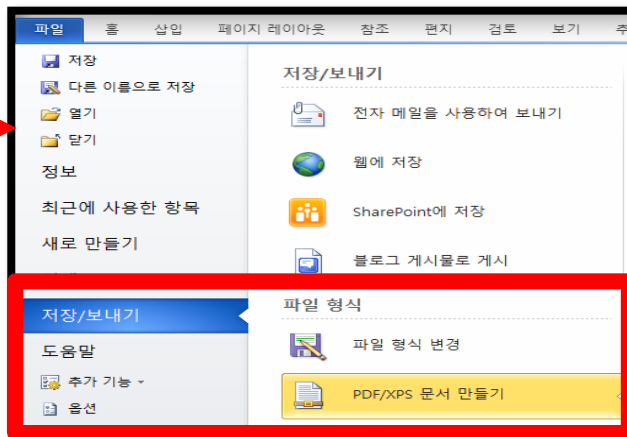 파일 홈 삽입 페이지 레이아웃 참조 편지 검토 보기
저장
다른 이름으로 저장
열기
닫기
정보
최근에 사용한 항목
새로 만들기
저장/보내기
도움말
추가 기능
옵션
저장/보내기
전자 메일을 사용하여 보내기
웹에 저장
SharePoint에 저장
블로그 게시물로 게시
파일 형식
파일 형식 변경
PDF/XPS 문서 만들기